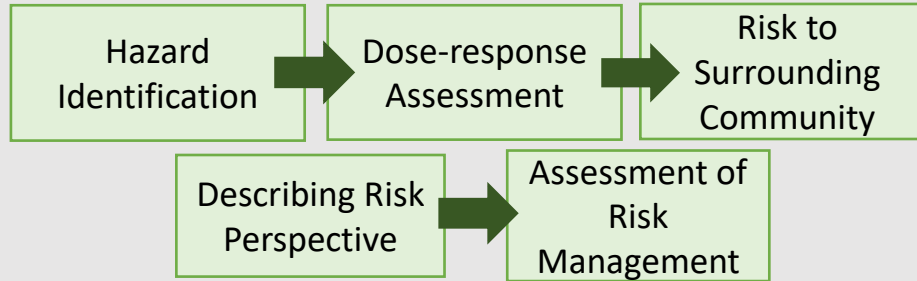 Hazard
Identification
Dose-response
Assessment
Risk to
Surrounding
Community
Describing Risk
Perspective
Assessment of
Risk
Management